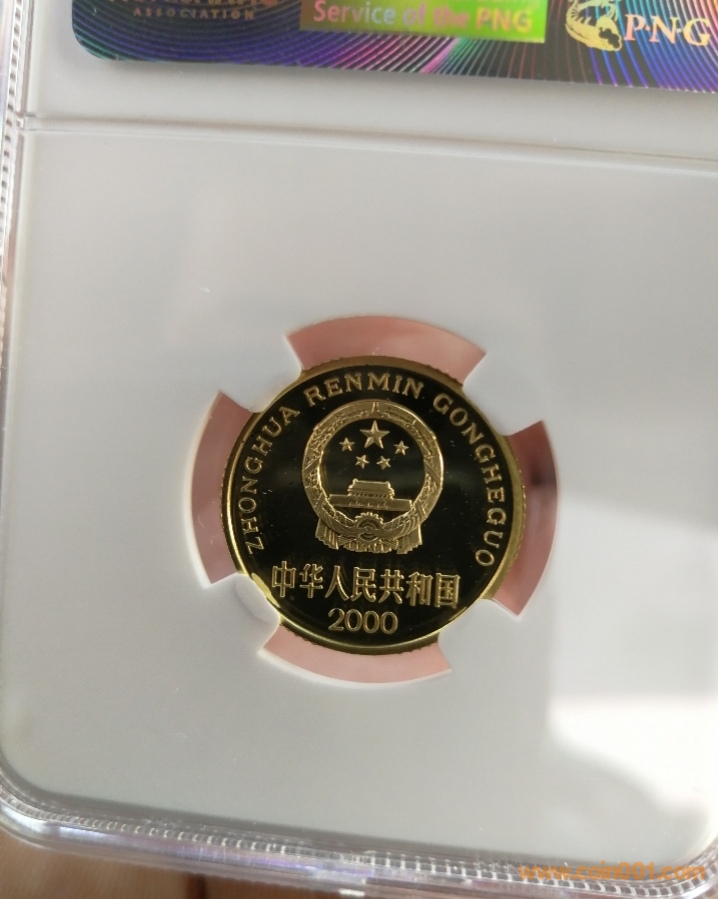 ASSOCIATION
Service of the PNG
P·N·G
ZHONGHUA RENMIN GONGHEGUO
中华人民共和国
2000
www.coin001.com